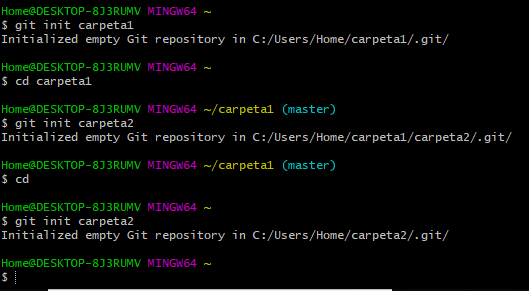 Home@DESKTOP-8J3RUMV MINGW64 ~
$ git init carpeta1
Initialized empty Git repository in C:/Users/Home/carpeta1/.git/
Home@DESKTOP-8J3RUMV MINGW64 ~
$ cd carpeta1
Home@DESKTOP-8J3RUMV MINGW64 ~/carpeta1 (master)
$ git init carpeta2
Initialized empty Git repository in C:/Users/Home/carpeta1/carpeta2/.git/
Home@DESKTOP-8J3RUMV MINGW64 ~/carpeta1 (master)
$ cd
Home@DESKTOP-8J3RUMV MINGW64 ~
$ git init carpeta2
Initialized empty Git repository in C:/Users/Home/carpeta2/.git/
Home@DESKTOP-8J3RUMV MINGW64 ~
$